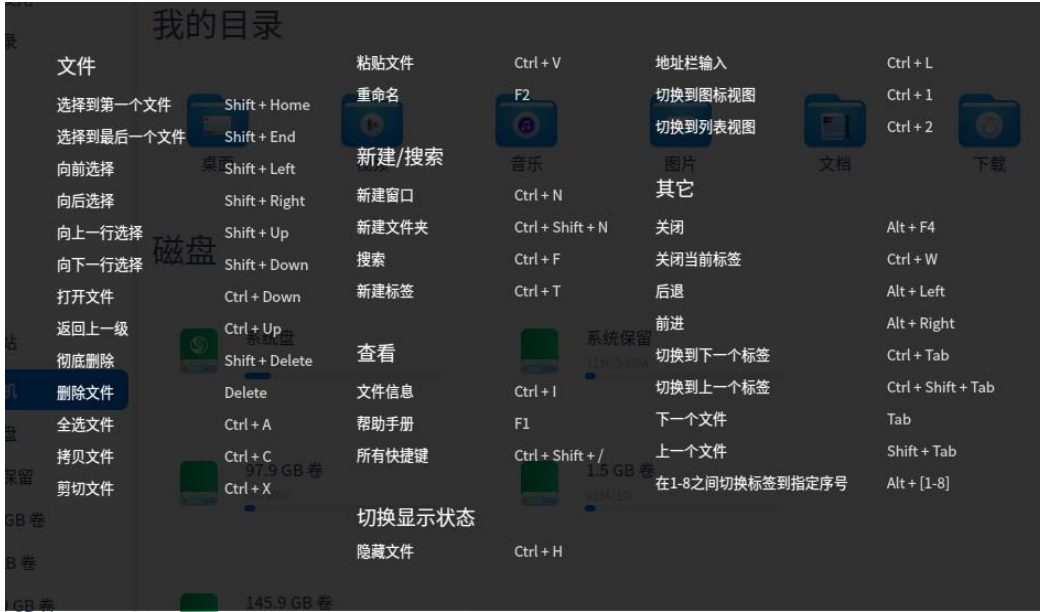 我的目录
文件
选择到第一个文件 Shift + Home
选择到最后一个文件 Shift + End
向前选择 Shift + Left
向后选择 Shift + Right
向上一行选择 Shift + Up
向下一行选择 Shift + Down
打开文件 Ctrl + Down
返回上一级 Ctrl + Up
彻底删除 Shift + Delete
删除文件 Delete
全选文件 Ctrl + A
拷贝文件 Ctrl + C
剪切文件 Ctrl + X
粘贴文件 Ctrl + V
重命名 F2
新建/搜索
新建窗口 Ctrl + N
新建文件夹 Ctrl + Shift + N
搜索 Ctrl + F
新建标签 Ctrl + T
查看
文件信息 Ctrl + I
帮助手册 F1
所有快捷键 Ctrl + Shift + /
切换显示状态
隐藏文件 Ctrl + H
地址栏输入 Ctrl + L
切换到图标视图 Ctrl + 1
切换到列表视图 Ctrl + 2
其它
关闭 Alt + F4
关闭当前标签 Ctrl + W
后退 Alt + Left
前进 Alt + Right
切换到下一个标签 Ctrl + Tab
切换到上一个标签 Ctrl + Shift + Tab
下一个文件 Tab
上一个文件 Shift + Tab
在1-8之间切换标签到指定序号 Alt + [1-8]
桌面
音乐
图片
文档
下载
磁盘
系统盘
系统保留
97.9 GB 卷
1.5 GB 卷
145.9 GB 卷
保留
GB 卷
B 卷
GB 卷